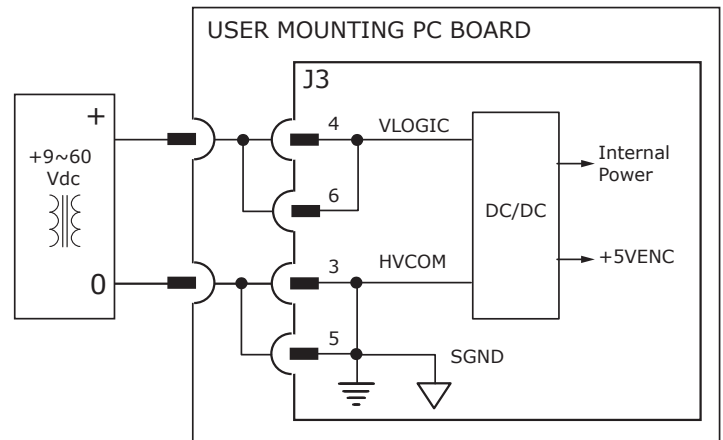 USER MOUNTING PC BOARD
J3
+
+9~60
Vdc
0
4
VLOGIC
6
3
HVCOM
5
SGND
DC/DC
Internal
Power
+5VENC